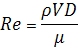 Re = ρVD / μ